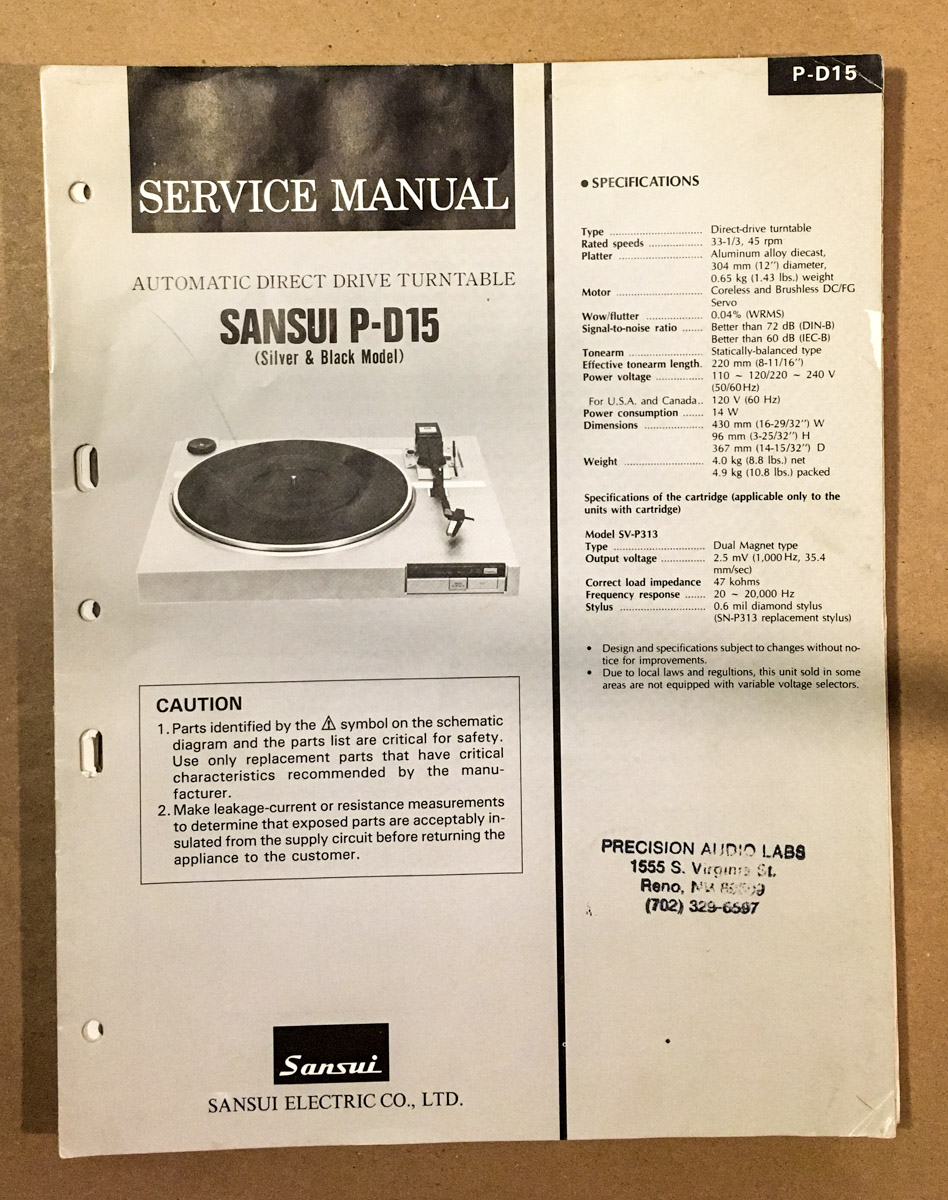 SERVICE MANUAL
AUTOMATIC DIRECT DRIVE TURNTABLE
SANSUI P-D15
(Silver & Black Model)
CAUTION
1. Parts identified by the ⚠ symbol on the schematic
diagram and the parts list are critical for safety.
Use only replacement parts that have critical
characteristics recommended by the manu-
facturer.
2. Make leakage-current or resistance measurements
to determine that exposed parts are acceptably in-
sulated from the supply circuit before returning the
appliance to the customer.
Sansui
SANSUI ELECTRIC CO., LTD.
P-D15
● SPECIFICATIONS
Type .............................. Direct-drive turntable
Rated speeds .................. 33-1/3, 45 rpm
Platter ............................ Aluminum alloy diecast,
304 mm (12") diameter,
0.65 kg (1.43 lbs.) weight
Motor ............................ Coreless and Brushless DC/FG
Servo
Wow/flutter .................... 0.04% (WRMS)
Signal-to-noise ratio ....... Better than 72 dB (DIN-B)
Better than 60 dB (IEC-B)
Tonearm ........................ Statically-balanced type
Effective tonearm length. 220 mm (8-11/16")
Power voltage ................ 110 ~ 120/220 ~ 240 V
(50/60 Hz)
For U.S.A. and Canada.. 120 V (60 Hz)
Power consumption ....... 14 W
Dimensions .................... 430 mm (16-29/32") W
96 mm (3-25/32") H
367 mm (14-15/32") D
Weight .......................... 4.0 kg (8.8 lbs.) net
4.9 kg (10.8 lbs.) packed
Specifications of the cartridge (applicable only to the
units with cartridge)
Model SV-P313
Type .............................. Dual Magnet type
Output voltage ................ 2.5 mV (1,000 Hz, 35.4
mm/sec)
Correct load impedance 47 kohms
Frequency response ....... 20 ~ 20,000 Hz
Stylus ............................ 0.6 mil diamond stylus
(SN-P313 replacement stylus)
• Design and specifications subject to changes without no-
tice for improvements.
• Due to local laws and regultions, this unit sold in some
areas are not equipped with variable voltage selectors.
PRECISION AUDIO LABS
1555 S. Virginia St.
Reno,
(702) 329-6597